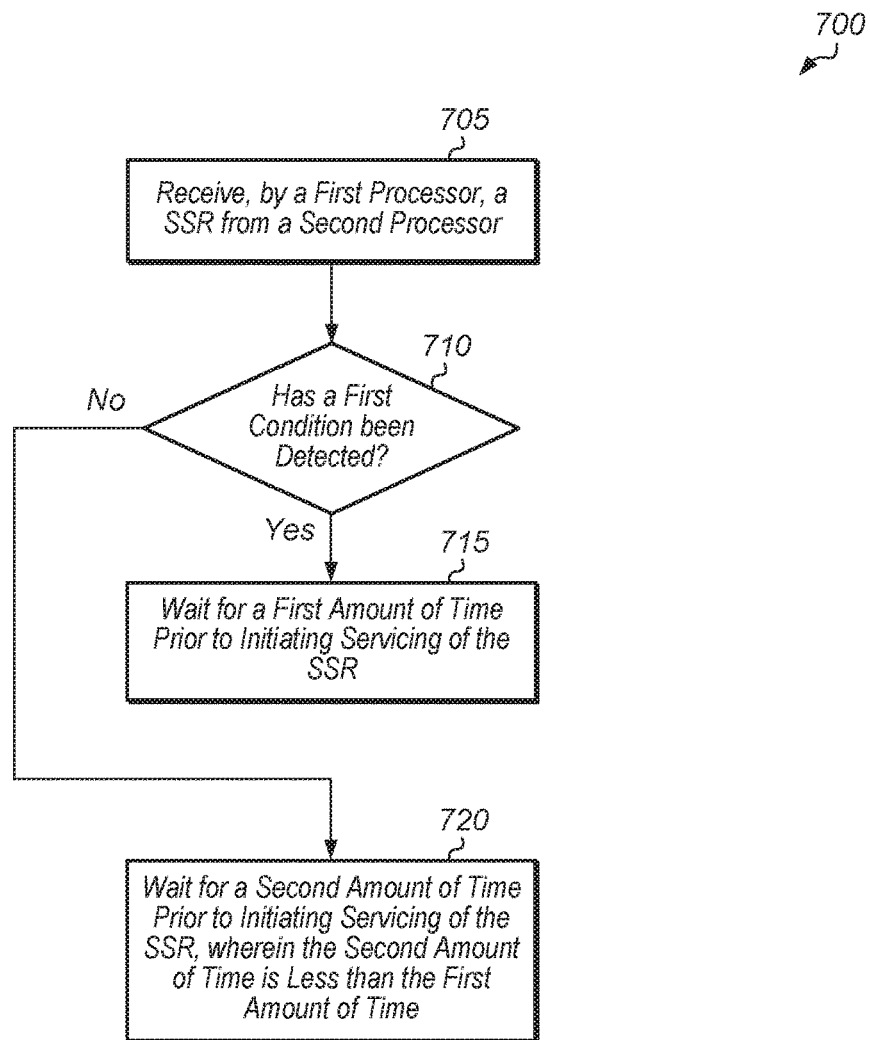 700
705
Receive, by a First Processor, a
SSR from a Second Processor
710
No
Has a First
Condition been
Detected?
Yes
715
Wait for a First Amount of Time
Prior to Initiating Servicing of the
SSR
720
Wait for a Second Amount of Time
Prior to Initiating Servicing of the
SSR, wherein the Second Amount
of Time is Less than the First
Amount of Time